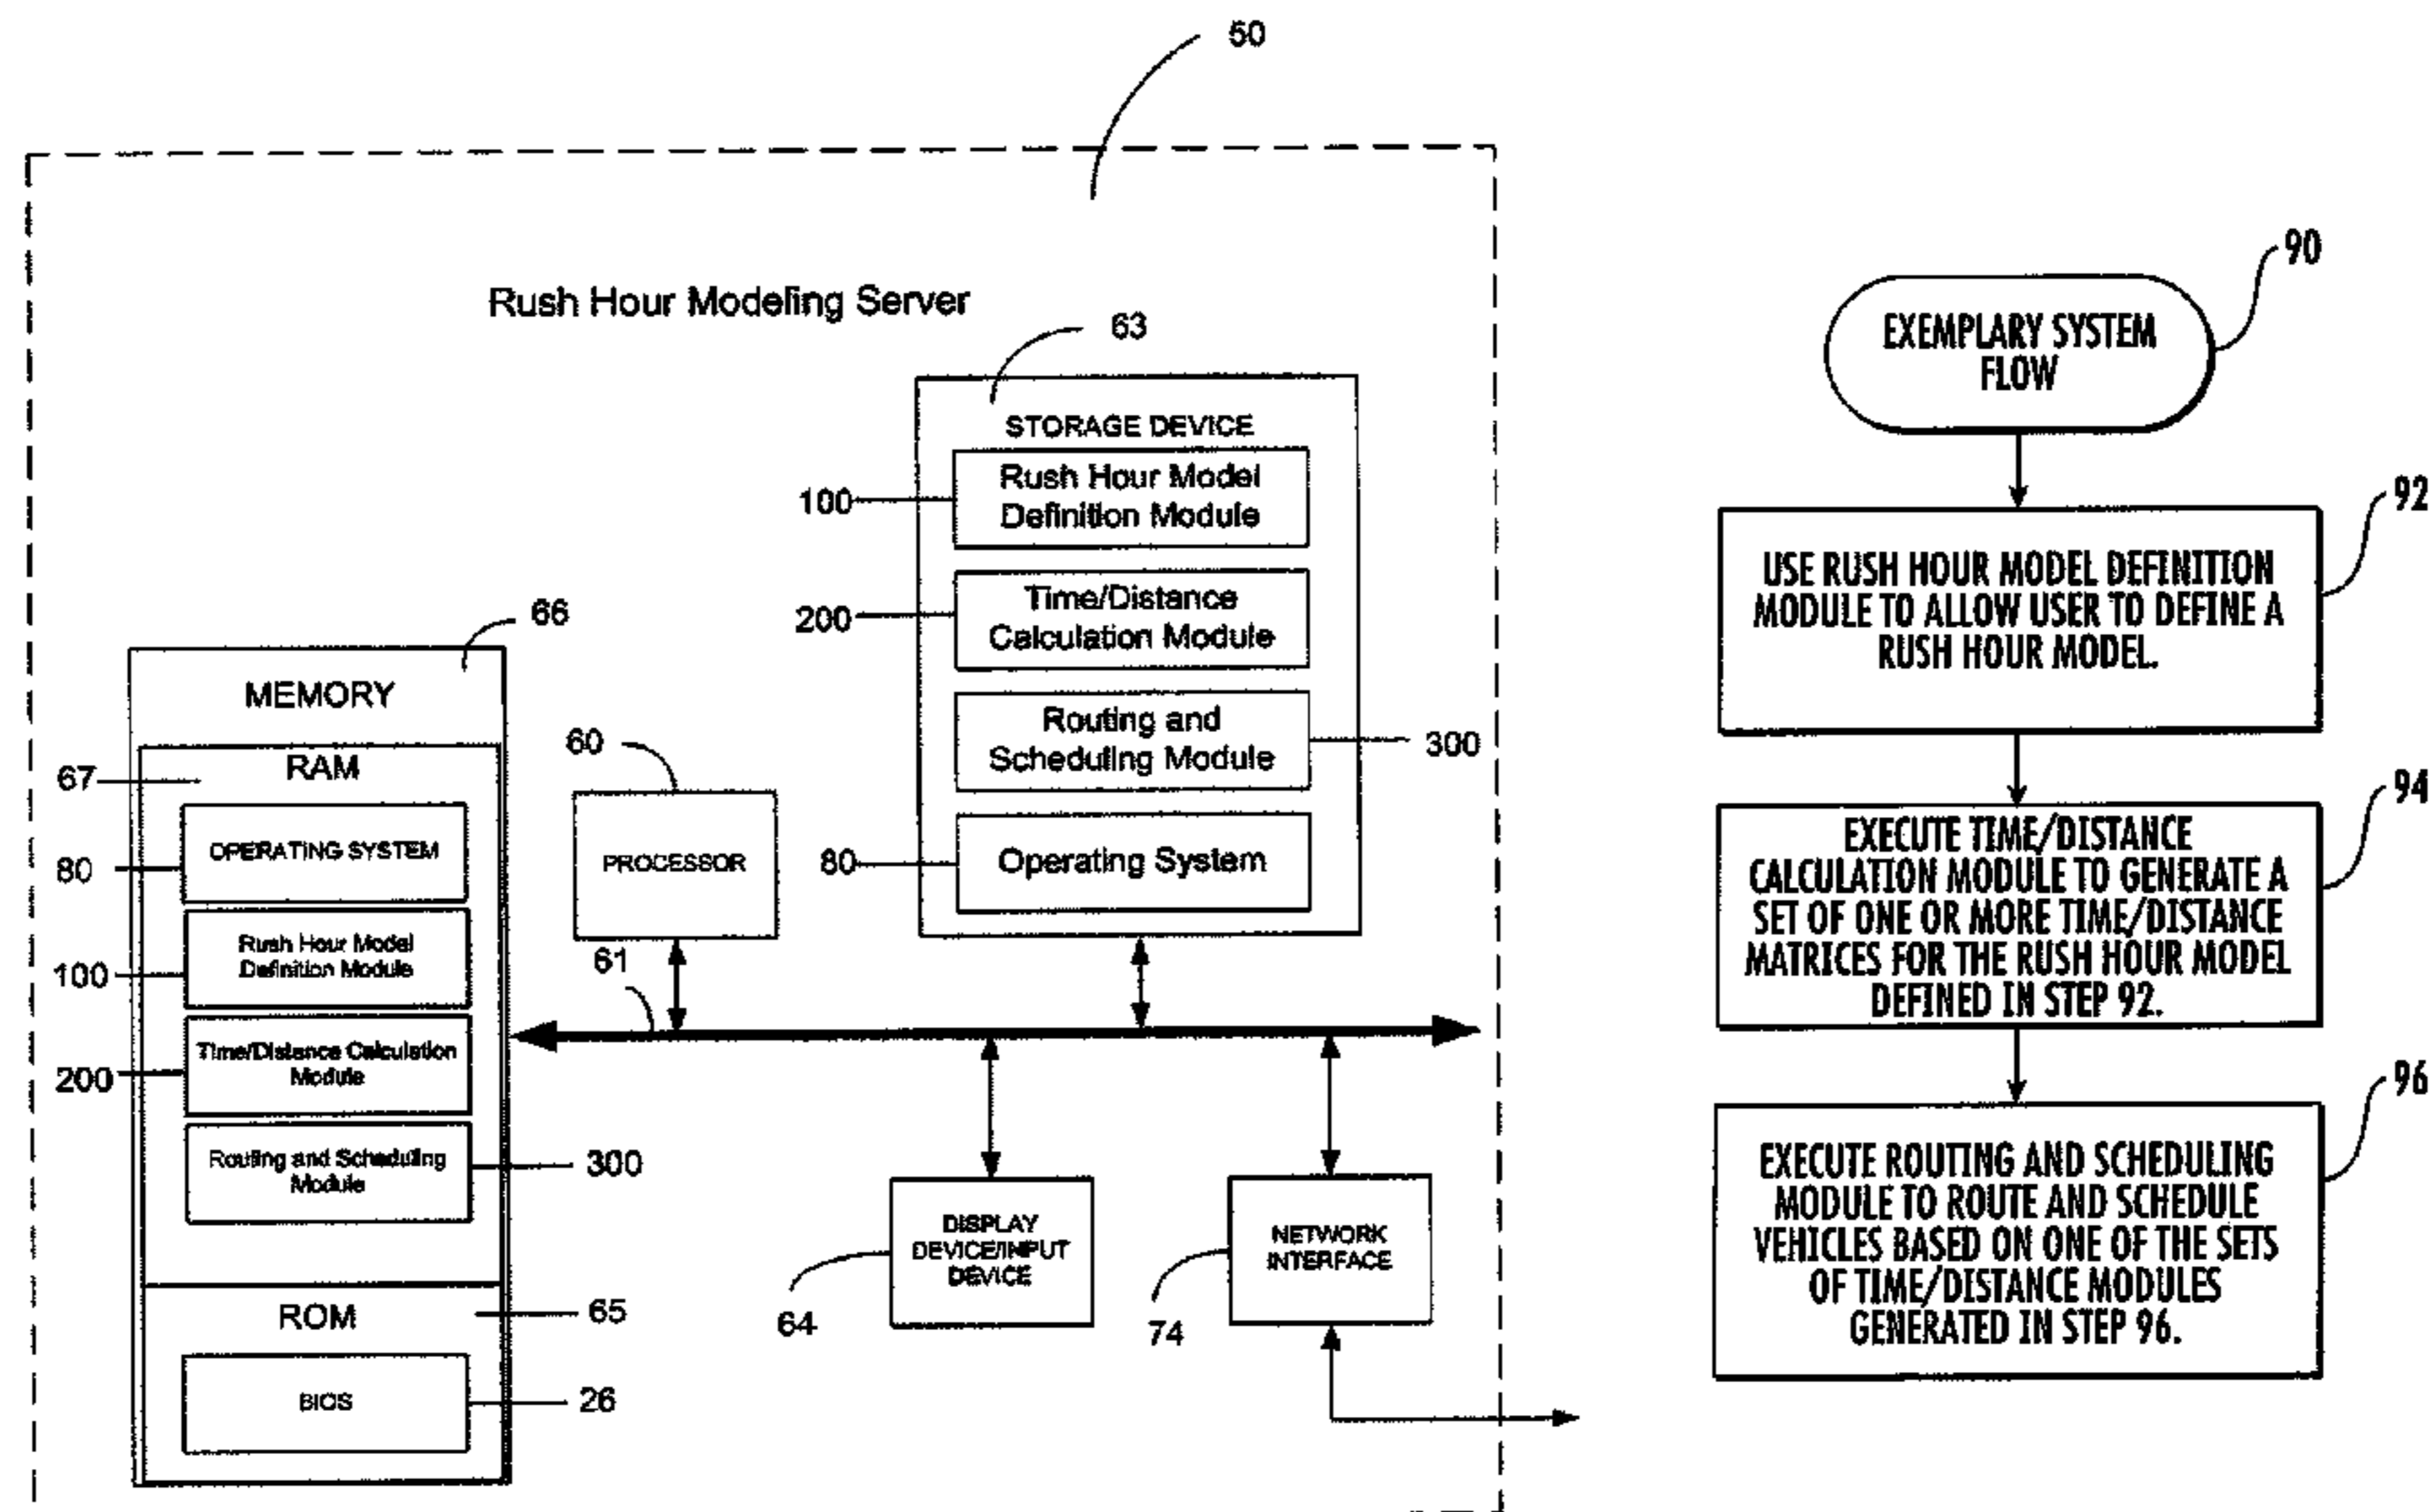 50
Rush Hour Modeling Server
63
STORAGE DEVICE
Rush Hour Model
Definition Module
100
Time/Distance
Calculation Module
200
Routing and
Scheduling Module
300
Operating System
80
66
MEMORY
RAM
67
OPERATING SYSTEM
80
Rush Hour Model
Definition Module
100
Time/Distance Calculation
Module
200
Routing and Scheduling
Module
300
ROM
65
BIOS
26
60
PROCESSOR
61
DISPLAY
DEVICE/INPUT
DEVICE
64
NETWORK
INTERFACE
74
90
EXEMPLARY SYSTEM
FLOW
92
USE RUSH HOUR MODEL DEFINITION
MODULE TO ALLOW USER TO DEFINE A
RUSH HOUR MODEL.
94
EXECUTE TIME/DISTANCE
CALCULATION MODULE TO GENERATE A
SET OF ONE OR MORE TIME/DISTANCE
MATRICES FOR THE RUSH HOUR MODEL
DEFINED IN STEP 92.
96
EXECUTE ROUTING AND SCHEDULING
MODULE TO ROUTE AND SCHEDULE
VEHICLES BASED ON ONE OF THE SETS
OF TIME/DISTANCE MODULES
GENERATED IN STEP 96.